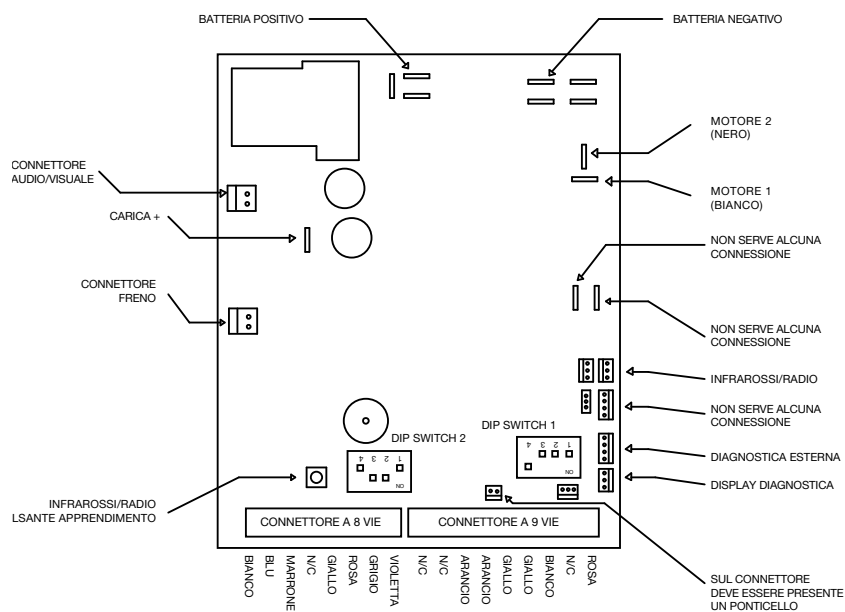 BATTERIA POSITIVO
BATTERIA NEGATIVO
MOTORE 2
(NERO)
CONNETTORE
AUDIO/VISUALE
MOTORE 1
(BIANCO)
CARICA +
NON SERVE ALCUNA
CONNESSIONE
CONNETTORE
FRENO
NON SERVE ALCUNA
CONNESSIONE
INFRAROSSI/RADIO
NON SERVE ALCUNA
CONNESSIONE
DIP SWITCH 1
DIP SWITCH 2
4 3 2 1
ON
4 3 2 1
ON
DIAGNOSTICA ESTERNA
DISPLAY DIAGNOSTICA
INFRAROSSI/RADIO
LSANTE APPRENDIMENTO
CONNETTORE A 8 VIE
CONNETTORE A 9 VIE
BIANCO
BLU
MARRONE
N/C
GIALLO
ROSA
GRIGIO
VIOLETTA
N/C
N/C
ARANCIO
ARANCIO
GIALLO
GIALLO
BIANCO
N/C
ROSA
SUL CONNETTORE
DEVE ESSERE PRESENTE
UN PONTICELLO